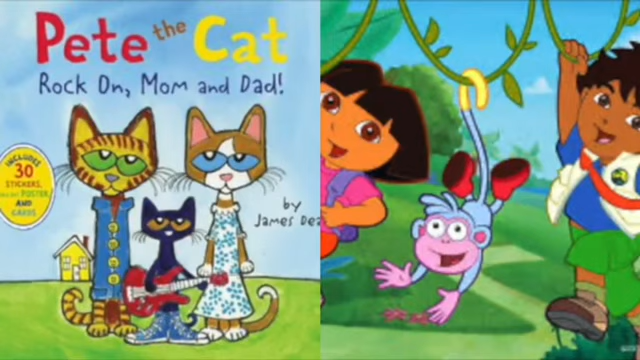 Pete the Cat
Rock On, Mom and Dad!
INCLUDES
30
STICKERS,
POSTER
AND
CARDS
by
James